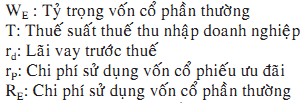 W_E : Tỷ trọng vốn cổ phần thường
T: Thuế suất thuế thu nhập doanh nghiệp
r_d: Lãi vay trước thuế
r_P: Chi phí sử dụng vốn cổ phiếu ưu đãi
R_E: Chi phí sử dụng vốn cổ phần thường